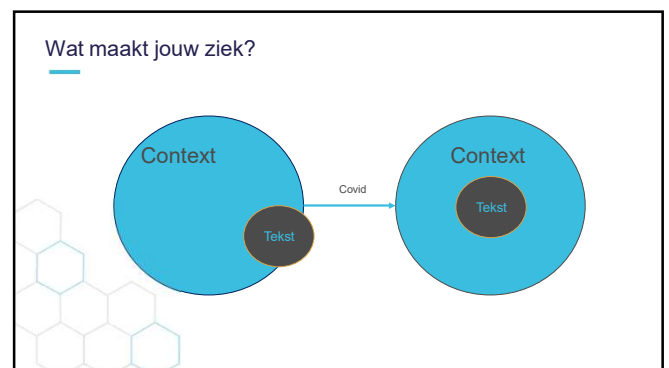 Wat maakt jouw ziek?
Context
Tekst
Covid
Context
Tekst